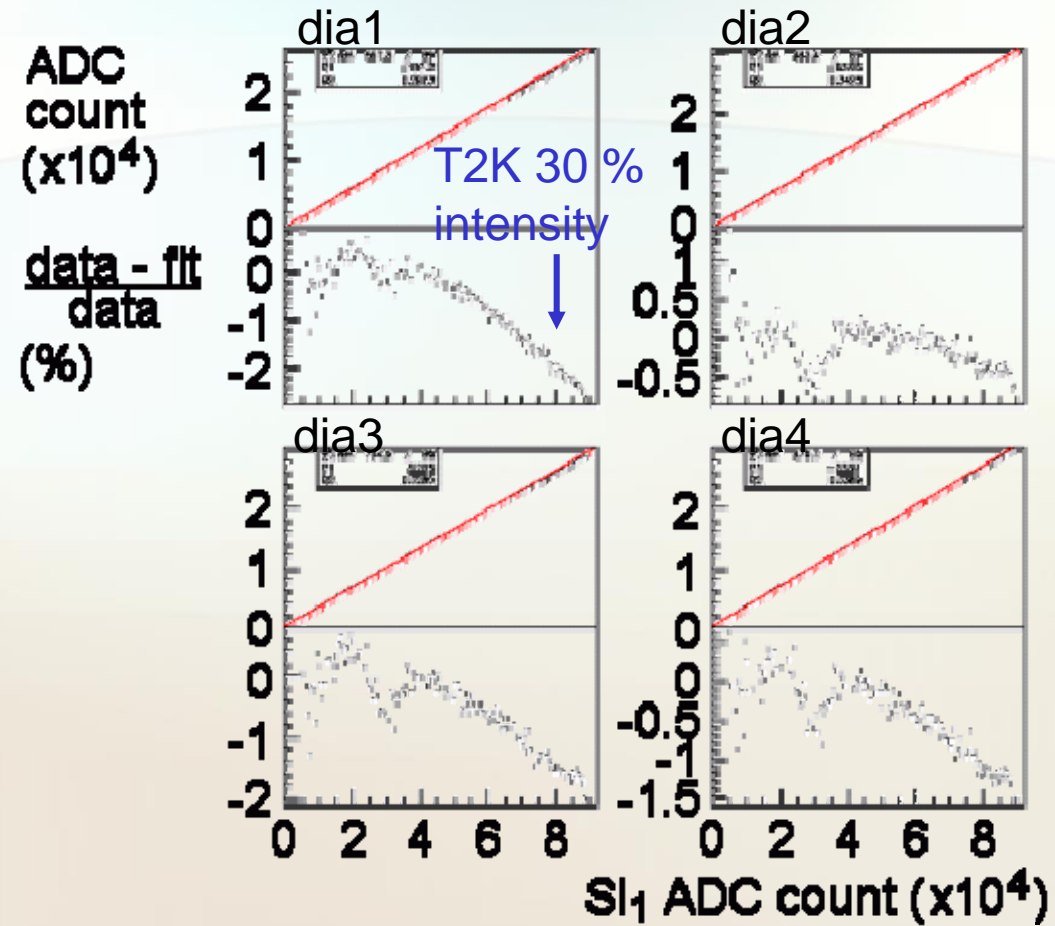 dia1
dia2
ADC
count
(x10⁴)
2
1
0
2
1
0
T2K 30 %
intensity
data - fit
data
(%)
0
-1
-2
1
0.5
0
-0.5
dia3
dia4
2
1
0
2
1
0
0
-1
-2
0
-0.5
-1
-1.5
0 2 4 6 8
0 2 4 6 8
SI₁ ADC count (x10⁴)